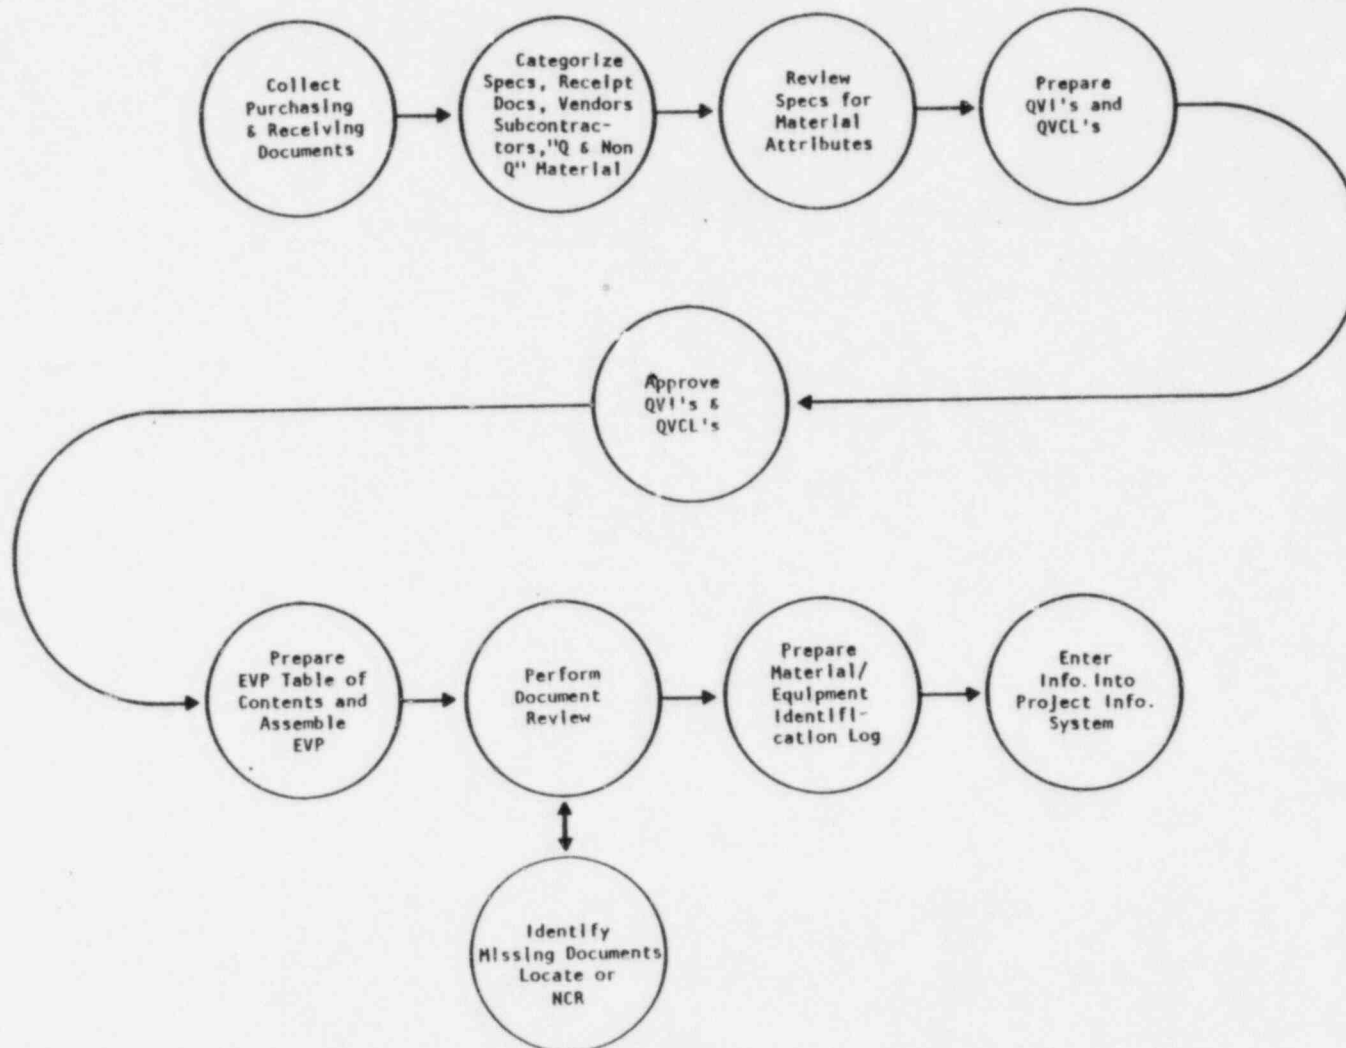 Collect
Purchasing
& Receiving
Documents
Categorize
Specs, Receipt
Docs, Vendors
Subcontrac-
tors,"Q & Non
Q" Material
Review
Specs for
Material
Attributes
Prepare
QVI's and
QVCL's
Approve
QVI's &
QVCL's
Prepare
EVP Table of
Contents and
Assemble
EVP
Perform
Document
Review
Prepare
Material/
Equipment
Identifi-
cation Log
Enter
Info. Into
Project Info.
System
Identify
Missing Documents
Locate or
NCR